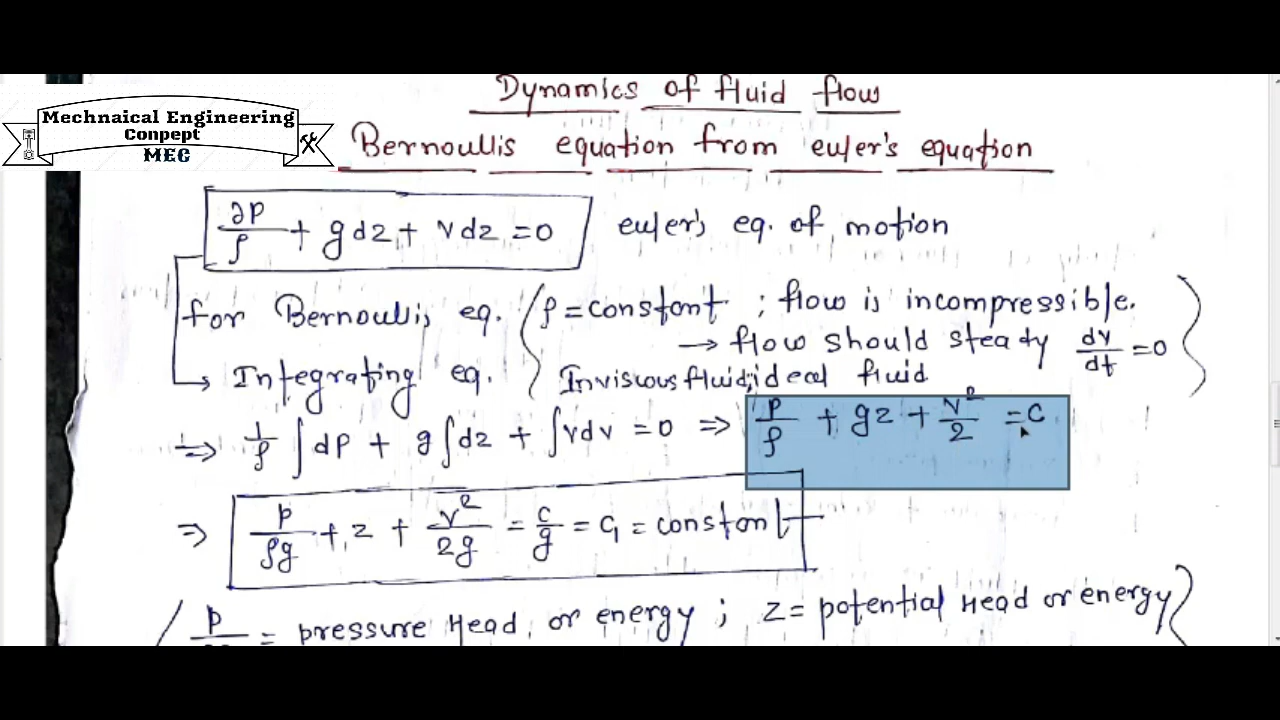 Dynamics of fluid flow
Mechnaical Engineering
Conpept
MEC
Bernoullis equation from euler's equation
∂P/ρ + gdz + vdz = 0 euler's eq. of motion
for Bernoullis eq. (ρ = constant ; flow is incompressible.
→ flow should steady dv/dt = 0
→ Integrating eq. Inviscous fluid; ideal fluid
⇒ 1/ρ ∫dp + g∫dz + ∫vdv = 0 ⇒ p/ρ + gz + v²/2 = c
⇒ p/ρg + z + v²/2g = c/g = C₁ = constant
= pressure Head, or energy ; z = potential Head or energy)